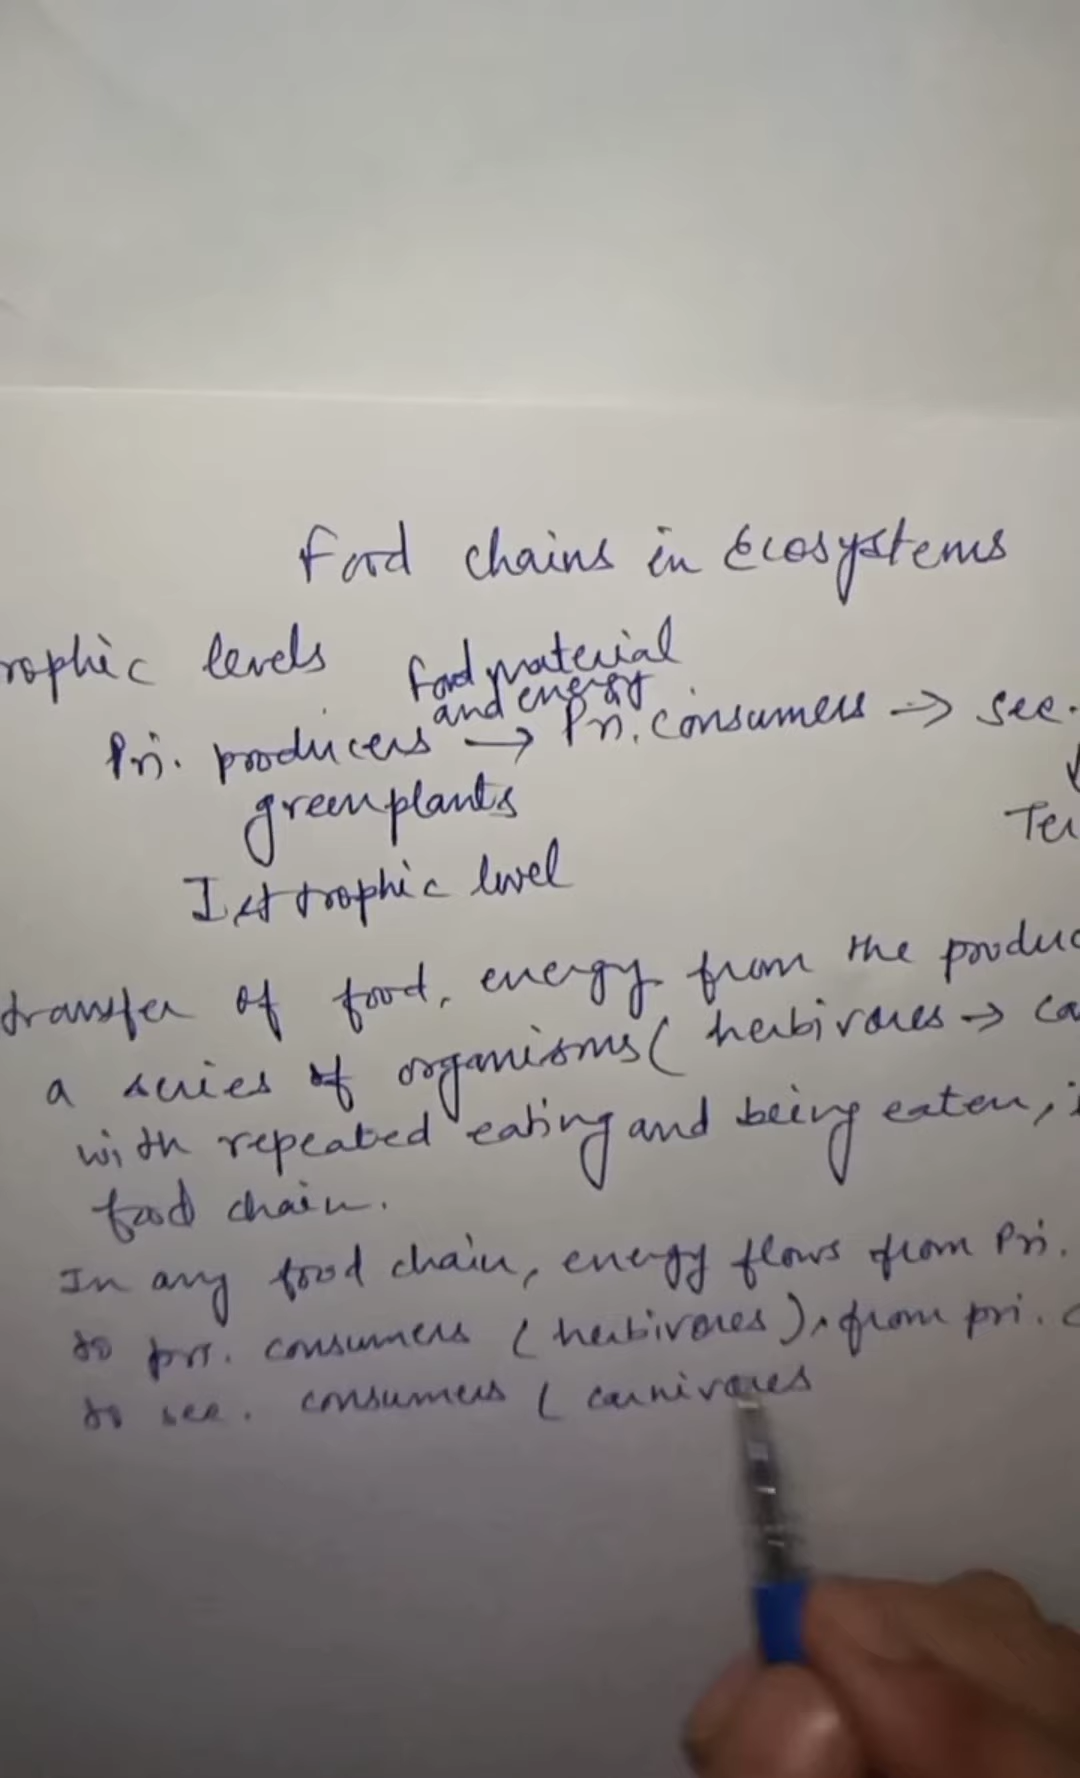 Food chains in Ecosystems
rophic levels
Food material
and energy
Pri. producers → Pri. consumers → sec.
↓
green plants
Ter
Ist trophic level
transfer of food, energy from the produc
a series of organisms ( herbivores → ca
with repeated eating and being eaten, i
food chain.
In any food chain, energy flows from Pri.
to pri. consumers ( herbivores ), from pri. c
to sec. consumers ( carnivores